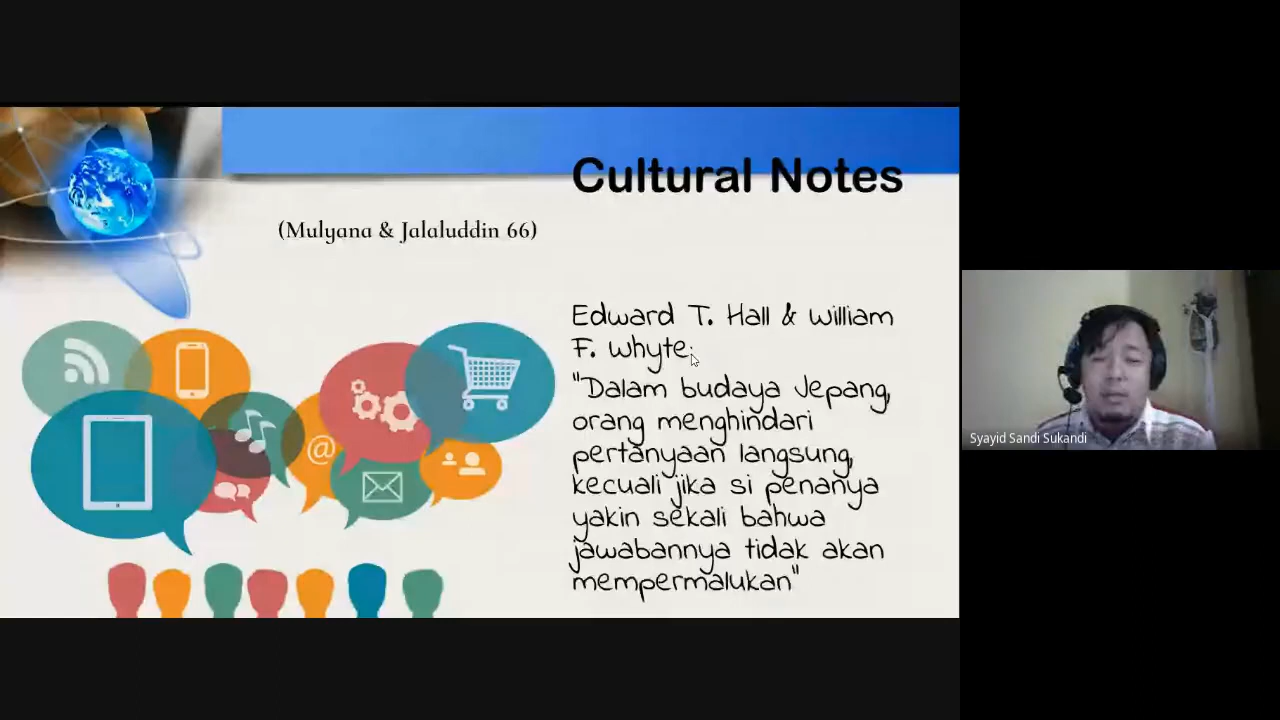 Cultural Notes
(Mulyana & Jalaluddin 66)
Edward T. Hall & William
F. Whyte:
"Dalam budaya Jepang,
orang menghindari
pertanyaan langsung,
kecuali jika si penanya
yakin sekali bahwa
jawabannya tidak akan
mempermalukan"
@
Syayid Sandi Sukandi